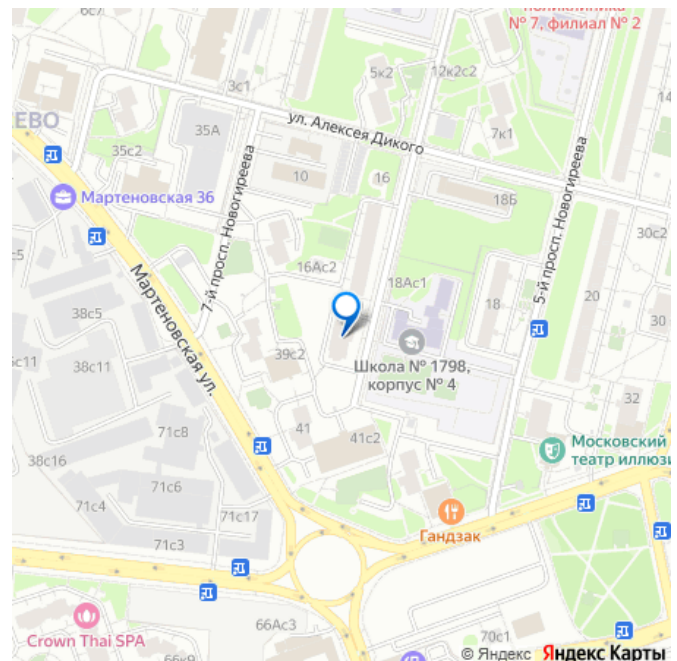 поликлиника
№ 7, филиал № 2
6с7
5к2
12к2с2
3с1
14
ЕВО
35А
ул. Алексея Дикого
7к1
35с2
10
16
18Б
Мартеновская 36
7-й просп. Новогиреева
5-й просп. Новогиреева
30с2
с5
16Ас2
18Ас1
18
20
38с5
Мартеновская ул.
30
39с2
Школа № 1798,
корпус № 4
с11
38с11
32
41
41с2
71с8
Московский
театр иллюзи
38с16
71с6
71с4
71с17
Гандзак
71с3
Crown Thai SPA
66Ас3
70с1
66к9
© Яндекс Яндекс Карты